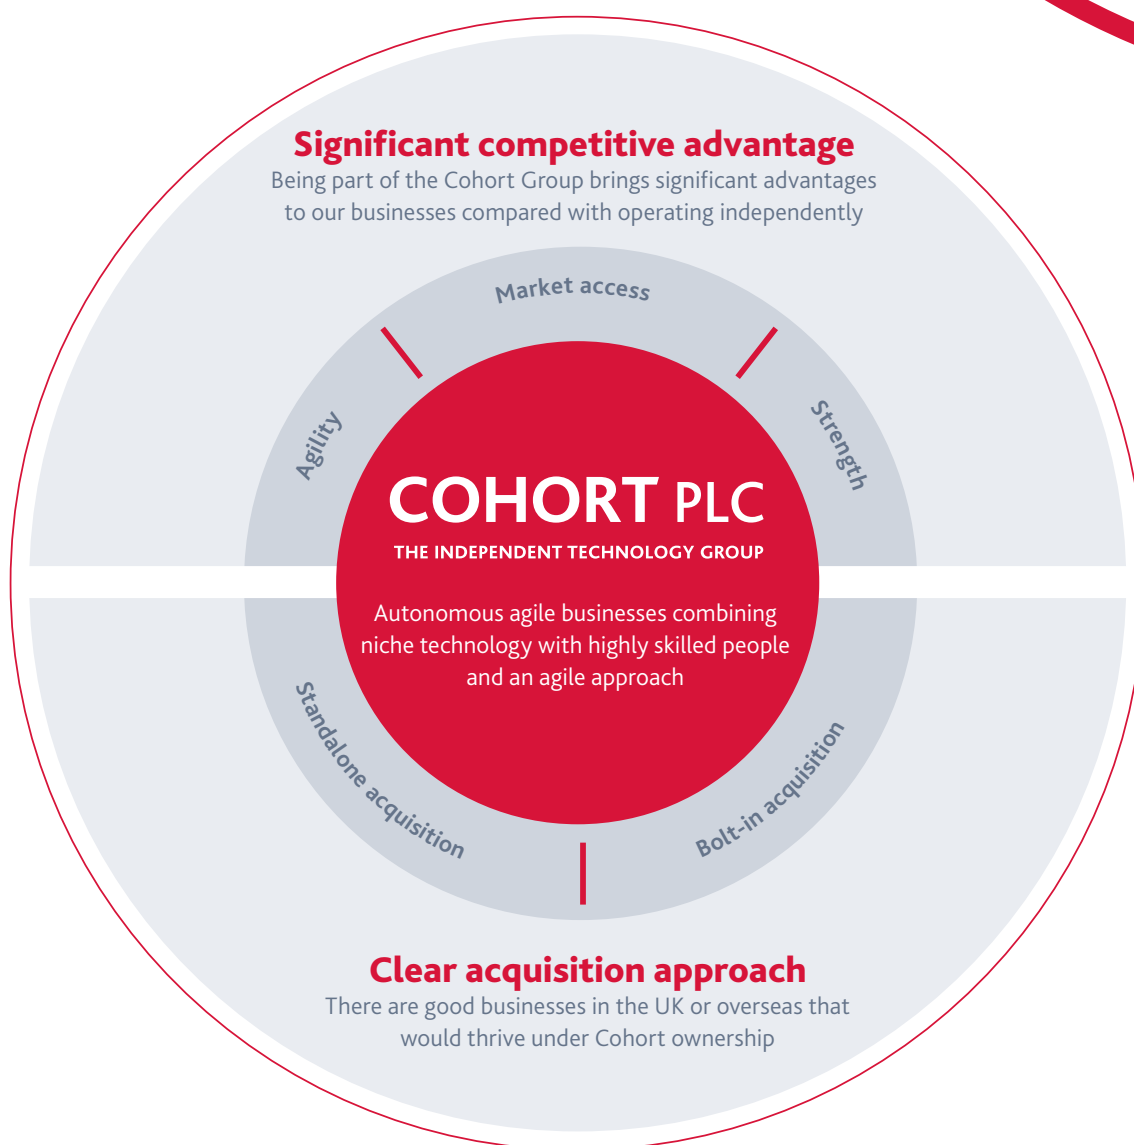 Significant competitive advantage
Being part of the Cohort Group brings significant advantages
to our businesses compared with operating independently
Market access
Agility
Strength
COHORT PLC
THE INDEPENDENT TECHNOLOGY GROUP
Autonomous agile businesses combining
niche technology with highly skilled people
and an agile approach
Standalone acquisition
Bolt-in acquisition
Clear acquisition approach
There are good businesses in the UK or overseas that
would thrive under Cohort ownership